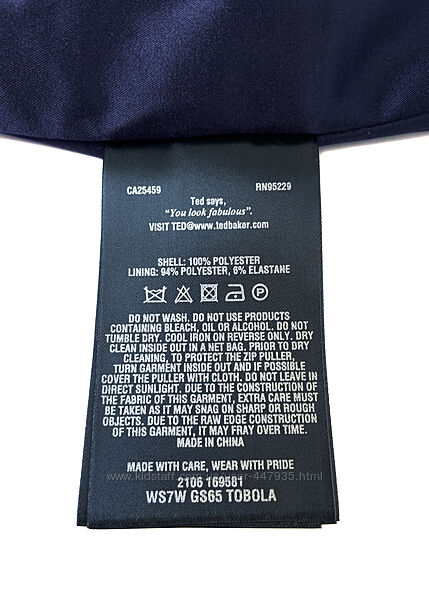 CA25459 RN95229
Ted says,
“You look fabulous”.
VISIT TED@www.tedbaker.com
SHELL: 100% POLYESTER
LINING: 94% POLYESTER, 6% ELASTANE
P
DO NOT WASH. DO NOT USE PRODUCTS
CONTAINING BLEACH, OIL OR ALCOHOL. DO NOT
TUMBLE DRY. COOL IRON ON REVERSE ONLY. DRY
CLEAN INSIDE OUT IN A NET BAG. PRIOR TO DRY
CLEANING, TO PROTECT THE ZIP PULLER,
TURN GARMENT INSIDE OUT AND IF POSSIBLE
COVER THE PULLER WITH CLOTH. DO NOT LEAVE IN
DIRECT SUNLIGHT. DUE TO THE CONSTRUCTION OF
THE FABRIC OF THIS GARMENT, EXTRA CARE MUST
BE TAKEN AS IT MAY SNAG ON SHARP OR ROUGH
OBJECTS. DUE TO THE RAW EDGE CONSTRUCTION
OF THIS GARMENT, IT MAY FRAY OVER TIME.
MADE IN CHINA
MADE WITH CARE, WEAR WITH PRIDE
2106 169581
WS7W GS65 TOBOLA